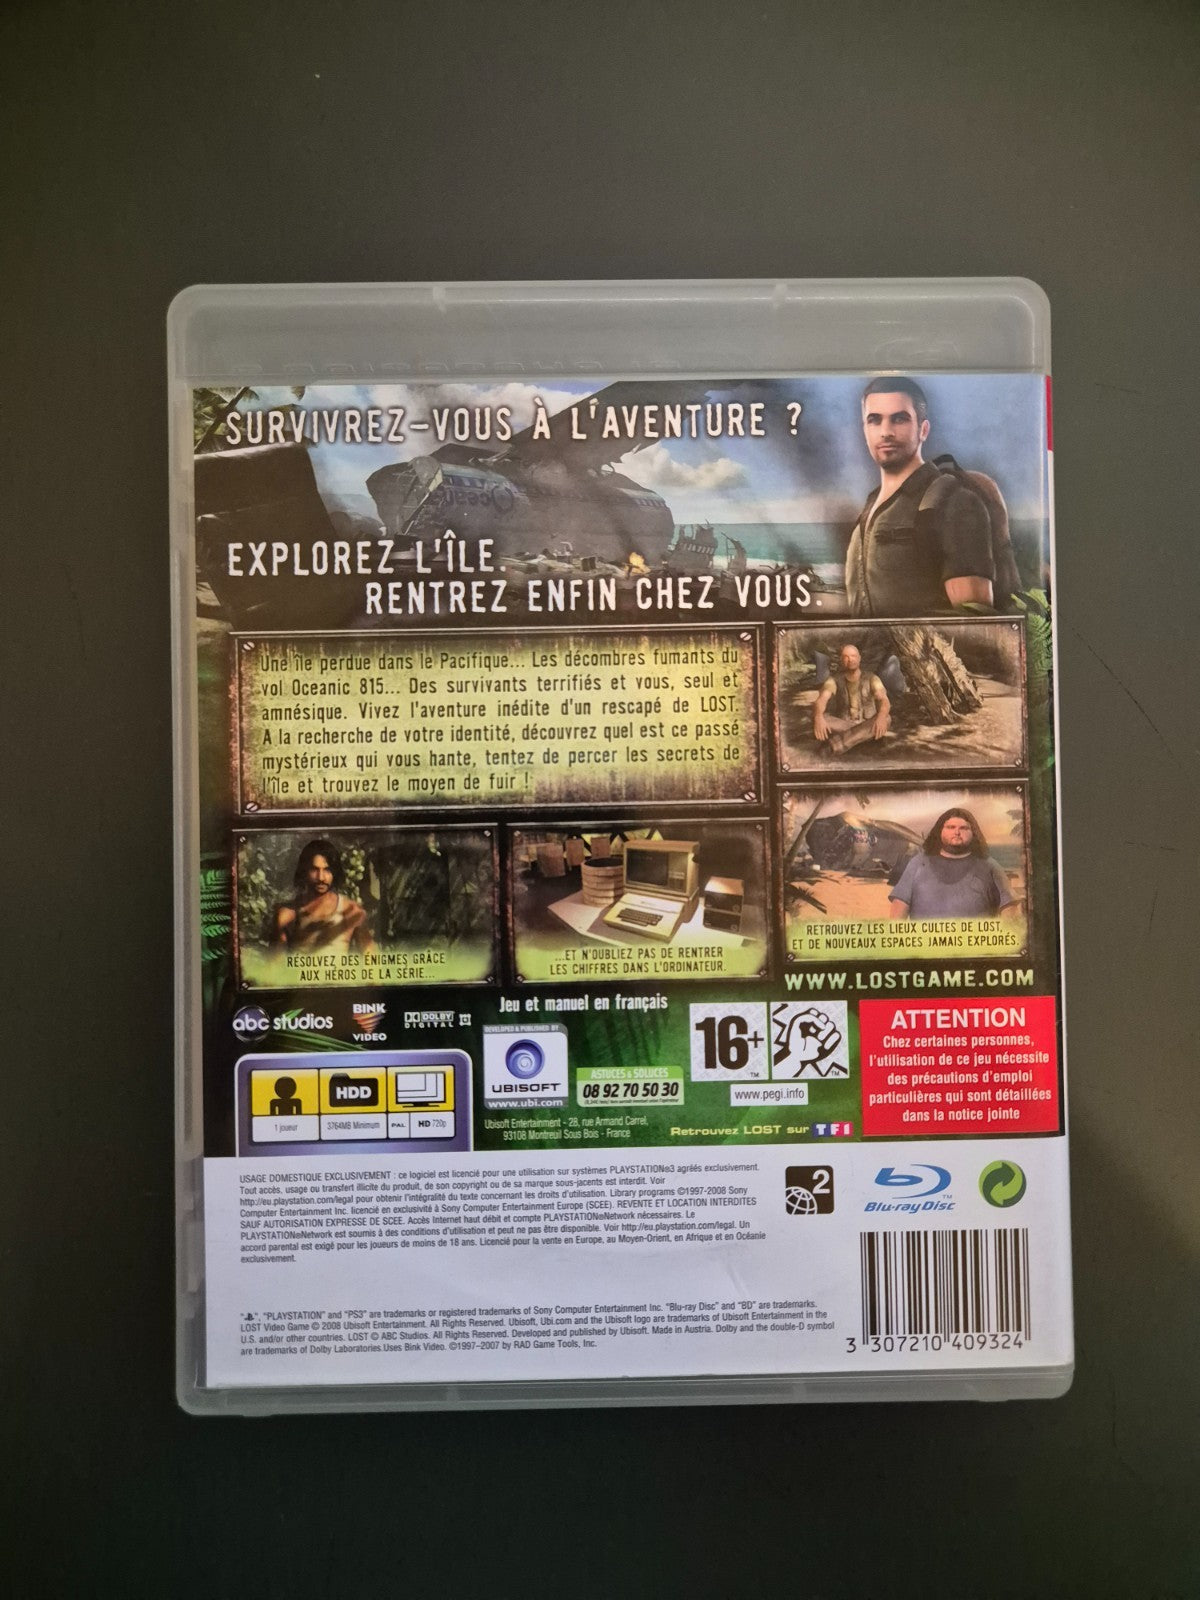 SURVIVREZ-VOUS À L'AVENTURE ?
Oceanic
EXPLOREZ L'ÎLE.
RENTREZ ENFIN CHEZ VOUS.
Une île perdue dans le Pacifique... Les décombres fumants du
vol Oceanic 815... Des survivants terrifiés et vous, seul et
amnésique. Vivez l'aventure inédite d'un rescapé de LOST.
A la recherche de votre identité, découvrez quel est ce passé
mystérieux qui vous hante, tentez de percer les secrets de
l'île et trouvez le moyen de fuir !
RÉSOLVEZ DES ÉNIGMES GRÂCE
AUX HÉROS DE LA SÉRIE...
...ET N'OUBLIEZ PAS DE RENTRER
LES CHIFFRES DANS L'ORDINATEUR.
RETROUVEZ LES LIEUX CULTES DE LOST,
ET DE NOUVEAUX ESPACES JAMAIS EXPLORÉS.
WWW.LOSTGAME.COM
abc studios
BINK
VIDEO
DOLBY
DIGITAL
Jeu et manuel en français
DEVELOPED & PUBLISHED BY
UBISOFT
www.ubi.com
ASTUCES & SOLUCES
08 92 70 50 30
16+
TM
TM
www.pegi.info
ATTENTION
Chez certaines personnes,
l'utilisation de ce jeu nécessite
des précautions d'emploi
particulières qui sont détaillées
dans la notice jointe
HDD
1 joueur
3764MB Minimum
PAL
HD 720p
Ubisoft Entertainment - 28, rue Armand Carrel,
93108 Montreuil Sous Bois - France
Retrouvez LOST sur TF1
USAGE DOMESTIQUE EXCLUSIVEMENT : ce logiciel est licencié pour une utilisation sur systèmes PLAYSTATION®3 agréés exclusivement.
Tout accès, usage ou transfert illicite du produit, de son copyright ou de sa marque sous-jacents est interdit. Voir
http://eu.playstation.com/legal pour obtenir l'intégralité du texte concernant les droits d'utilisation. Library programs ©1997-2008 Sony
Computer Entertainment Inc. licencié en exclusivité à Sony Computer Entertainment Europe (SCEE). REVENTE ET LOCATION INTERDITES
SAUF AUTORISATION EXPRESSE DE SCEE. Accès Internet haut débit et compte PLAYSTATION®Network nécessaires. Le
PLAYSTATION®Network est soumis à des conditions d'utilisation et peut ne pas être disponible. Voir http://eu.playstation.com/legal. Un
accord parental est exigé pour les joueurs de moins de 18 ans. Licencié pour la vente en Europe, au Moyen-Orient, en Afrique et en Océanie
exclusivement.
2
Blu-ray Disc
TM
"PLAYSTATION" and "PS3" are trademarks or registered trademarks of Sony Computer Entertainment Inc. "Blu-ray Disc" and "BD" are trademarks.
LOST Video Game © 2008 Ubisoft Entertainment. All Rights Reserved. Ubisoft, Ubi.com and the Ubisoft logo are trademarks of Ubisoft Entertainment in the
U.S. and/or other countries. LOST © ABC Studios. All Rights Reserved. Developed and published by Ubisoft. Made in Austria. Dolby and the double-D symbol
are trademarks of Dolby Laboratories.Uses Bink Video. ©1997-2007 by RAD Game Tools, Inc.
3 307210 409324